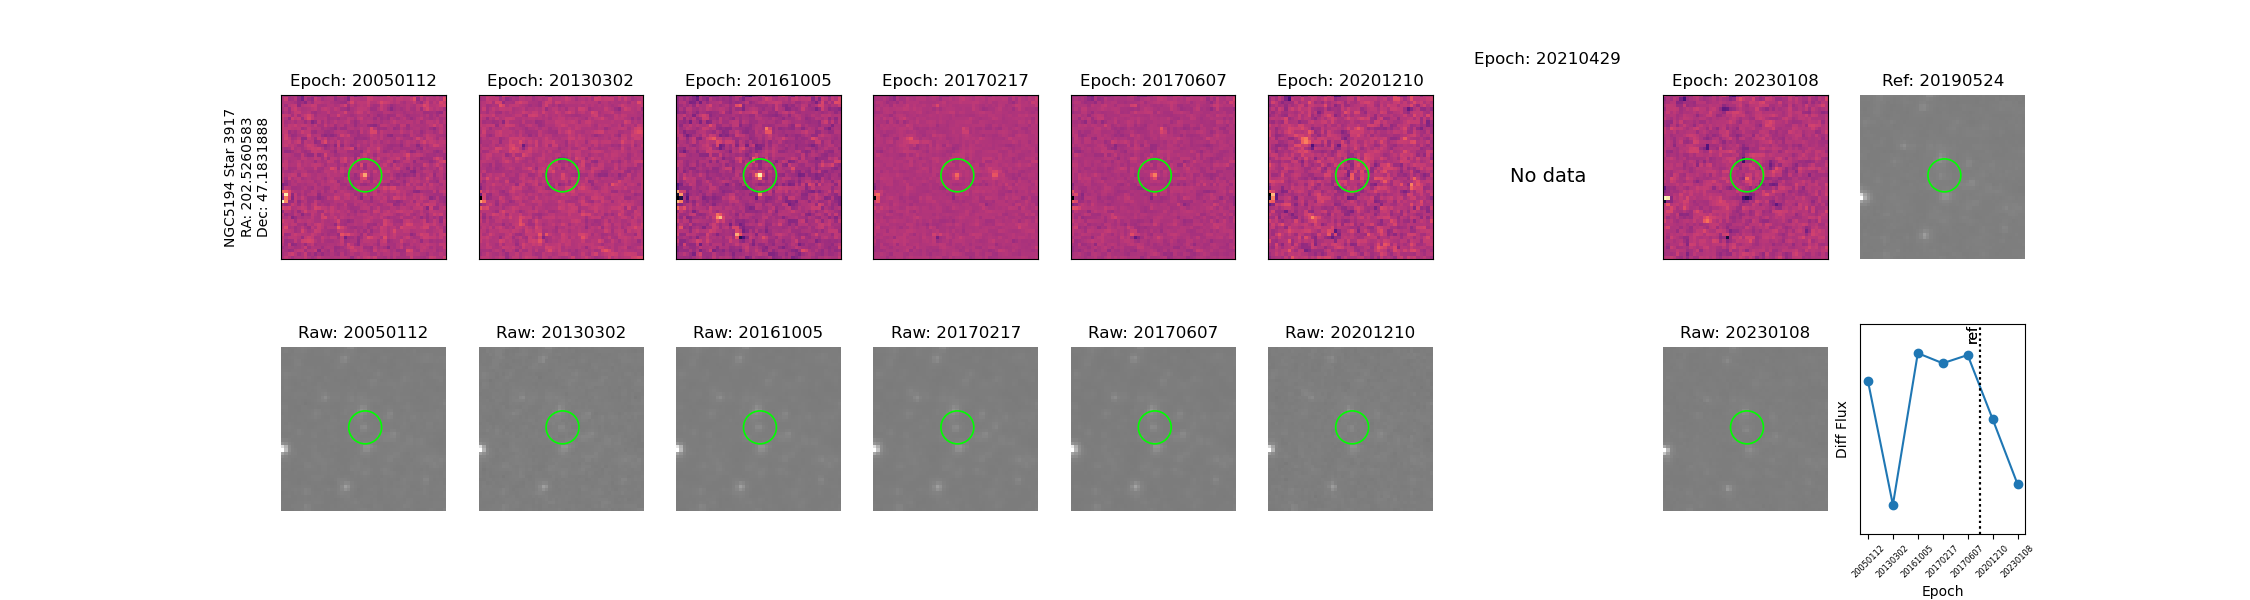 Epoch: 20050112
Epoch: 20130302
Epoch: 20161005
Epoch: 20170217
Epoch: 20170607
Epoch: 20201210
Epoch: 20210429
Epoch: 20230108
Ref: 20190524
NGC5194 Star 3917
RA: 202.5260583
Dec: 47.1831888
No data
Raw: 20050112
Raw: 20130302
Raw: 20161005
Raw: 20170217
Raw: 20170607
Raw: 20201210
Raw: 20230108
ref
Diff Flux
20050112
20130302
20161005
20170217
20170607
20201210
20230108
Epoch